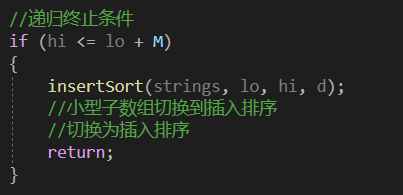 //递归终止条件
if (hi <= lo + M)
{
insertSort(strings, lo, hi, d);
//小型子数组切换到插入排序
//切换为插入排序
return;
}